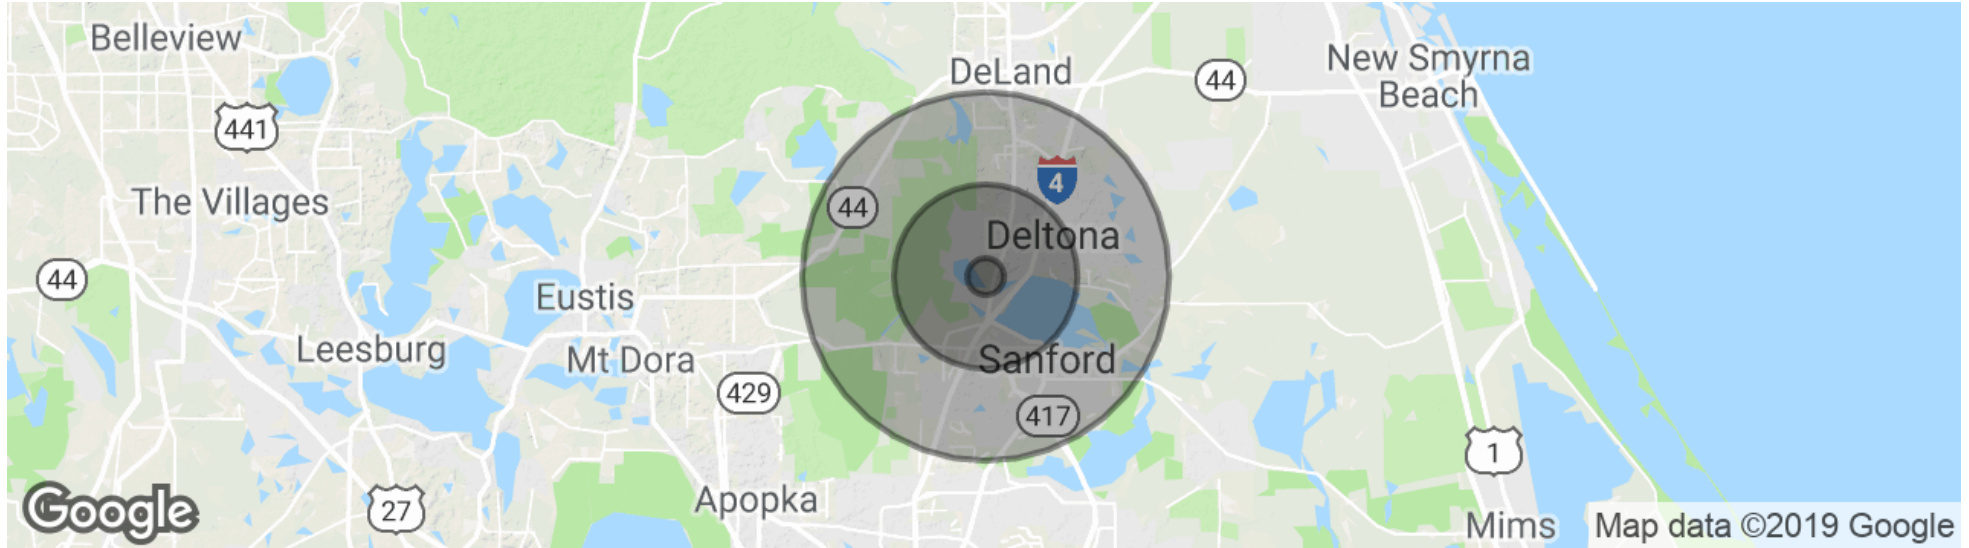 Belleview
DeLand
44
New Smyrna
Beach
441
4
The Villages
44
Deltona
44
Eustis
Leesburg
Mt Dora
Sanford
429
417
1
Apopka
27
Google
Mims
Map data ©2019 Google